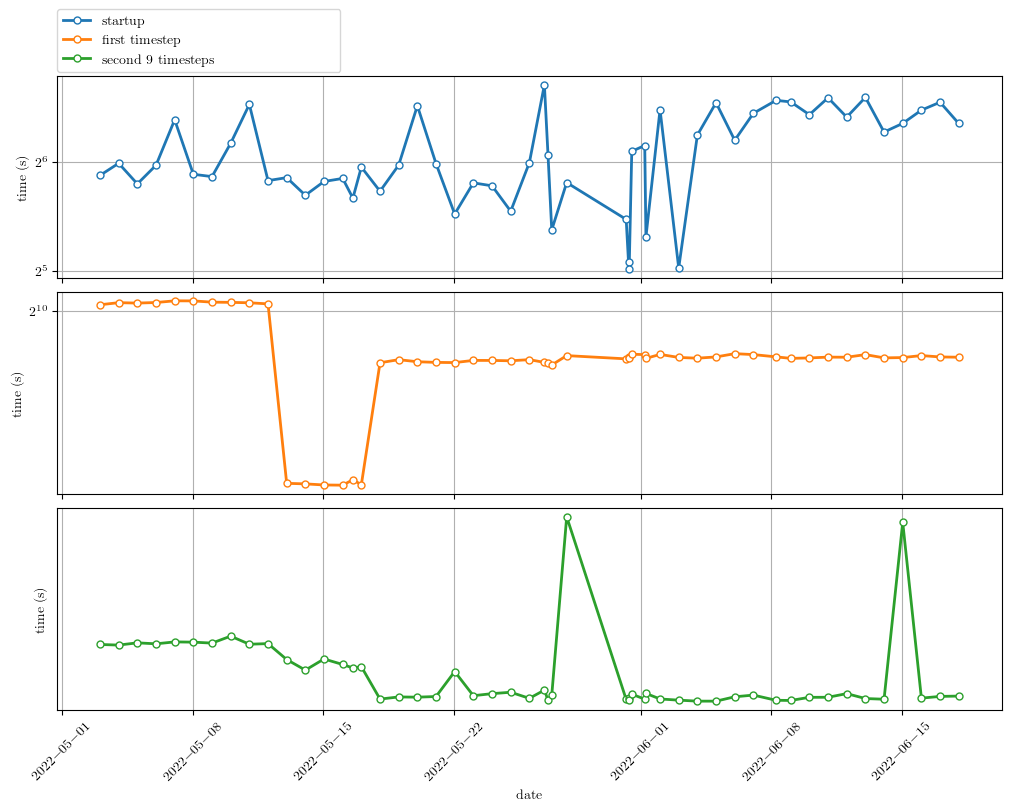 startup
first timestep
second 9 timesteps
time (s)
2^6
2^5
time (s)
2^10
time (s)
2022−05−01
2022−05−08
2022−05−15
2022−05−22
2022−06−01
2022−06−08
2022−06−15
date